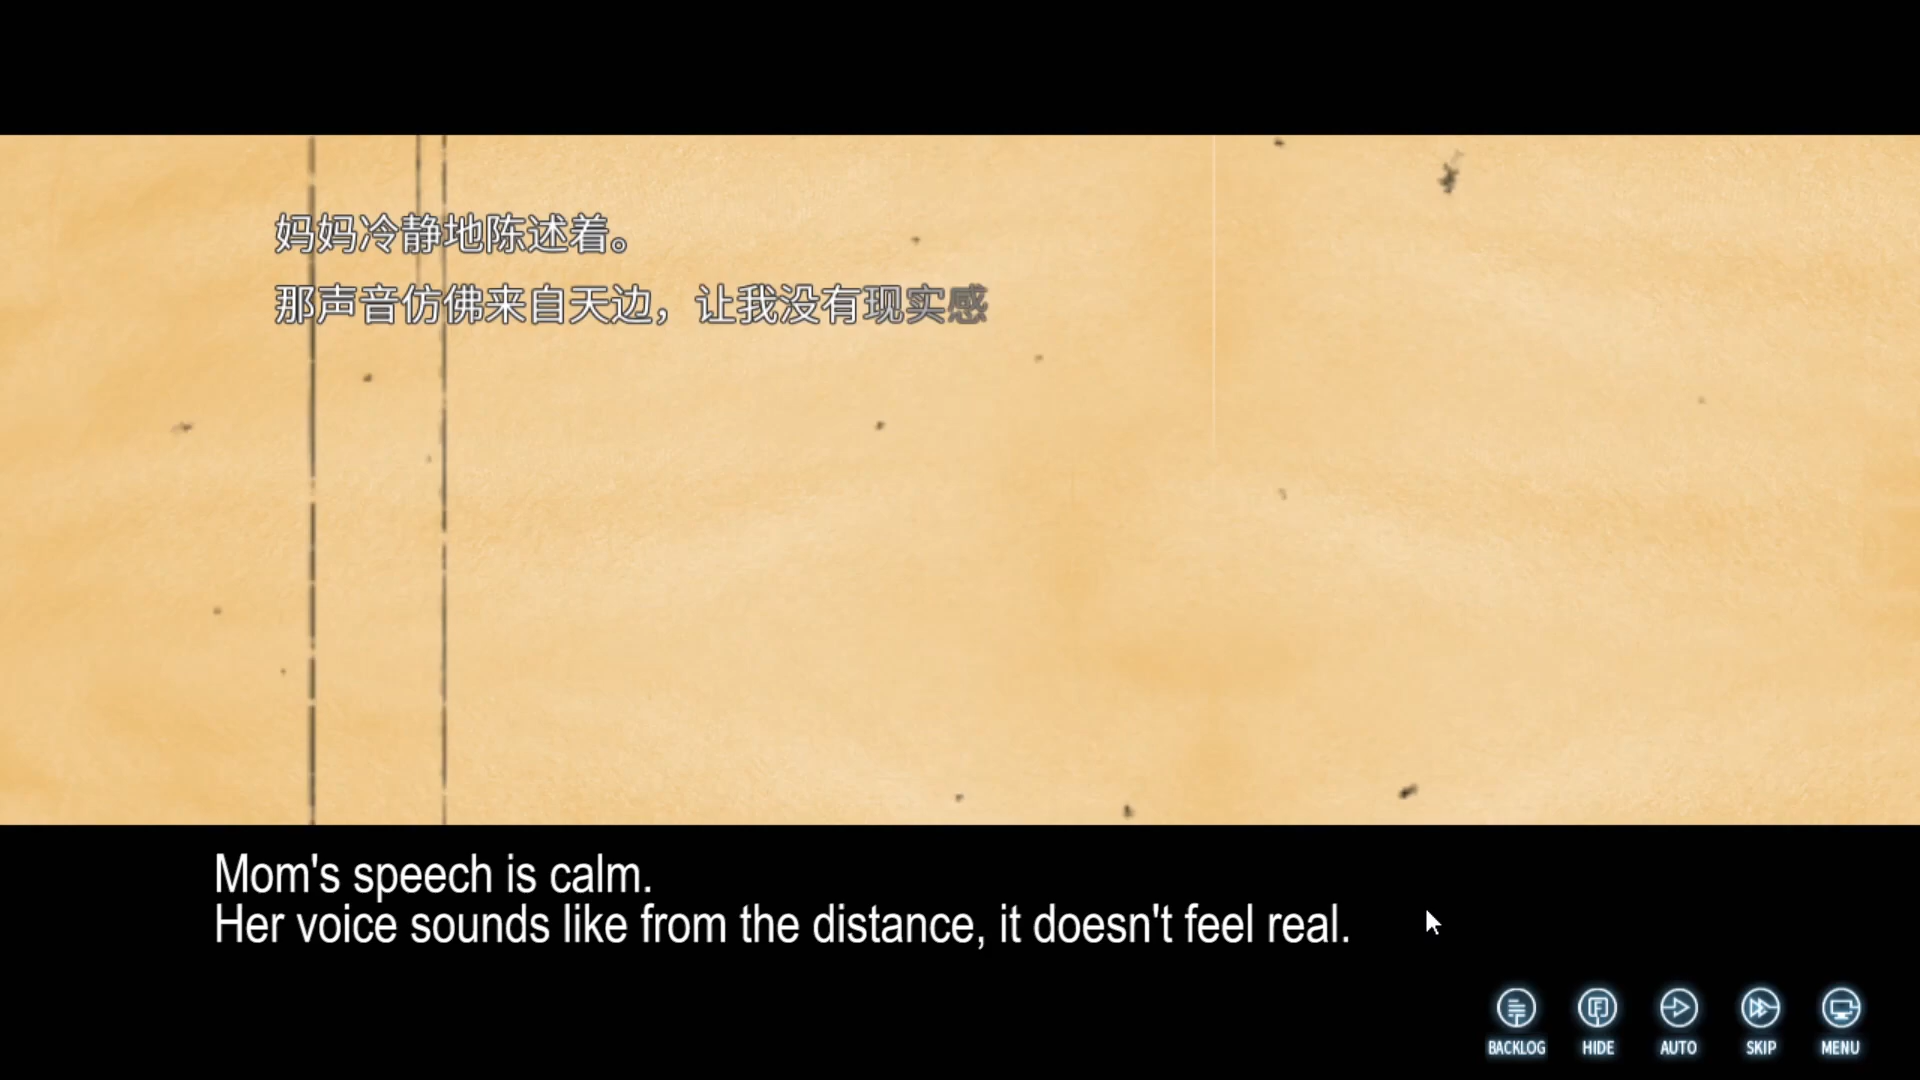 妈妈冷静地陈述着。
那声音仿佛来自天边，让我没有现实感
Mom's speech is calm.
Her voice sounds like from the distance, it doesn't feel real.
BACKLOG HIDE AUTO SKIP MENU